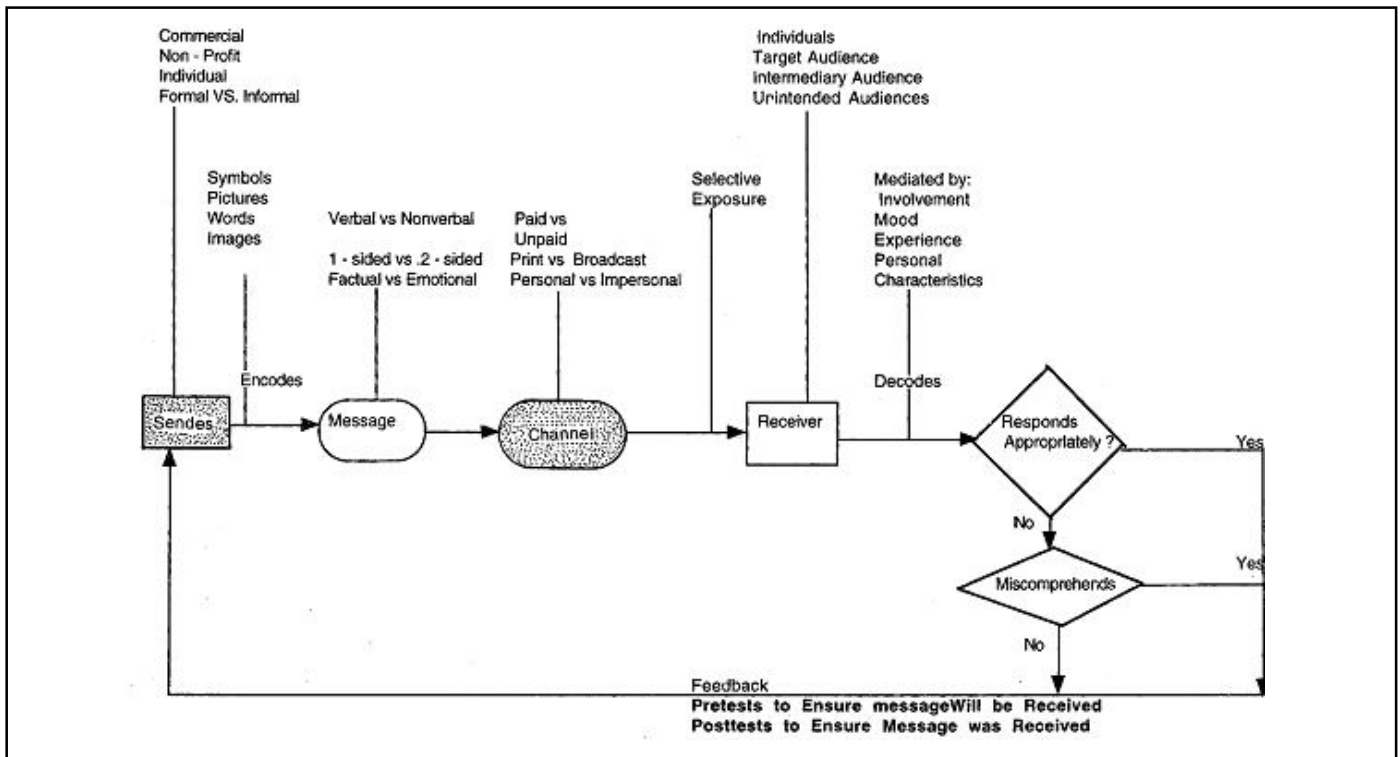 Commercial
Non - Profit
Individual
Formal VS. Informal
Individuals
Target Audience
Intermediary Audience
Unintended Audiences
Symbols
Pictures
Words
Images
Verbal vs Nonverbal
1 - sided vs .2 - sided
Factual vs Emotional
Paid vs
Unpaid
Print vs Broadcast
Personal vs Impersonal
Selective
Exposure
Mediated by:
Involvement
Mood
Experience
Personal
Characteristics
Encodes
Decodes
Sendes
Message
Channel
Receiver
Responds
Appropriately ?
Yes
No
Miscomprehends
Yes
No
Feedback
Pretests to Ensure messageWill be Received
Posttests to Ensure Message was Received